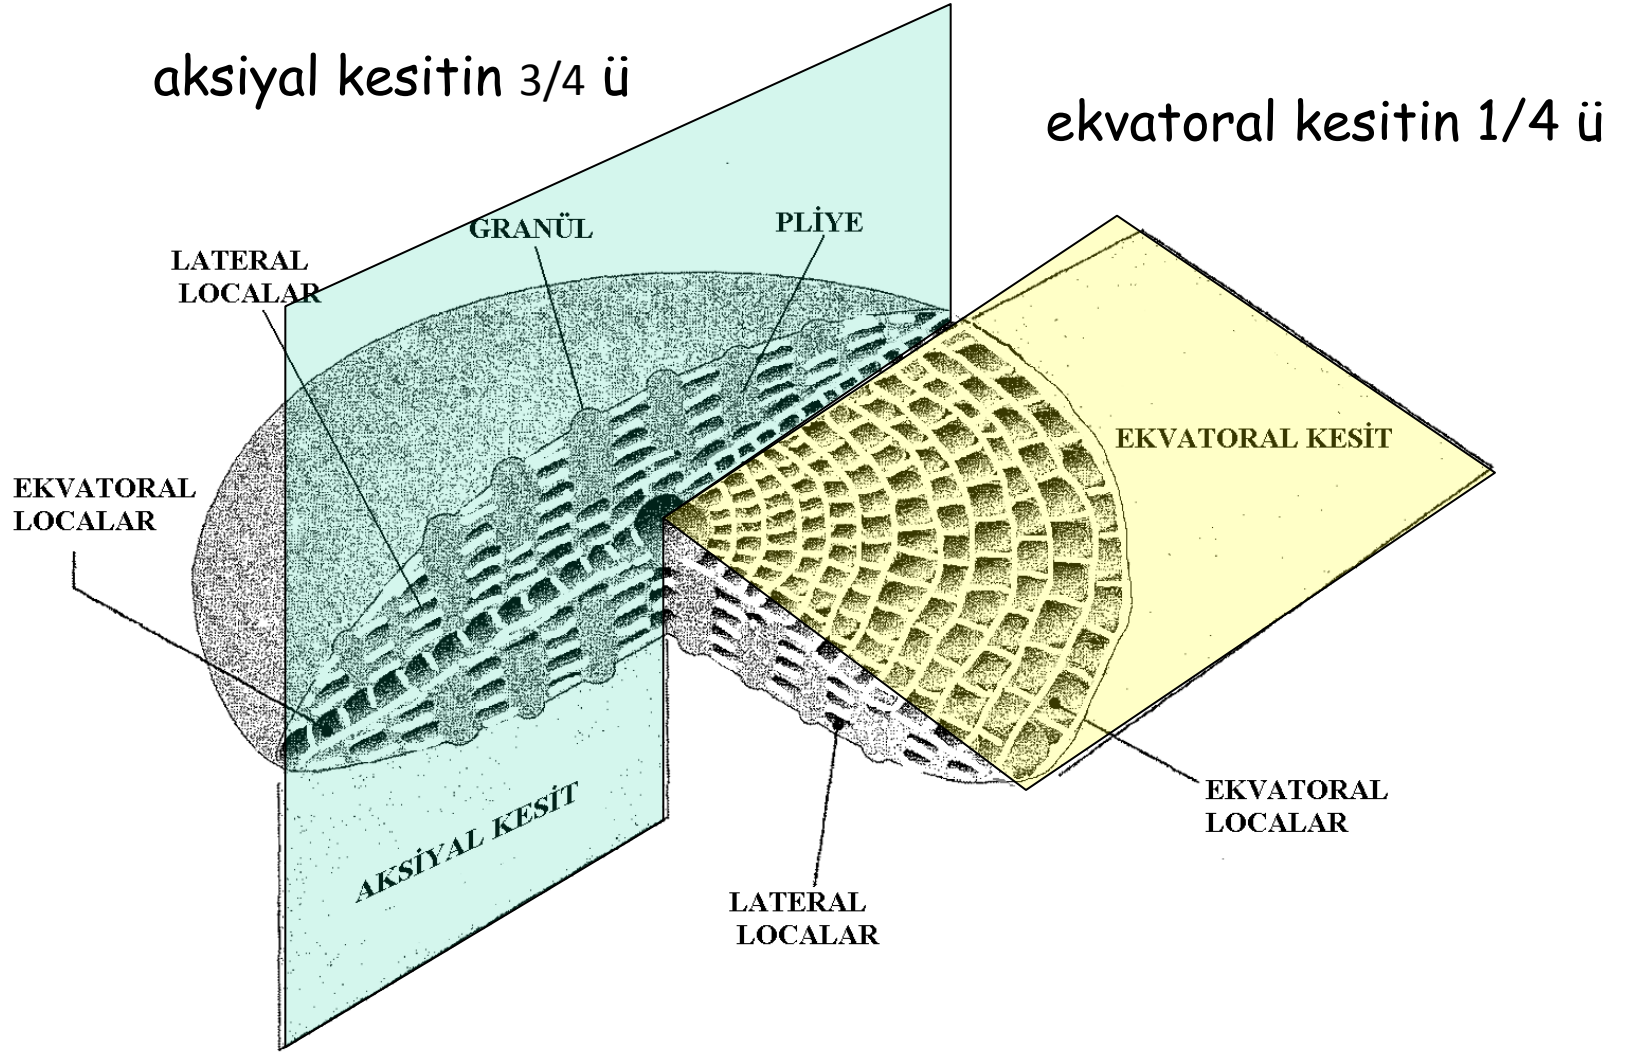 aksiyal kesitin 3/4 ü
ekvatoral kesitin 1/4 ü
GRANÜL
PLİYE
LATERAL
LOCALAR
EKVATORAL KESİT
EKVATORAL
LOCALAR
EKVATORAL
LOCALAR
AKSİYAL KESİT
LATERAL
LOCALAR